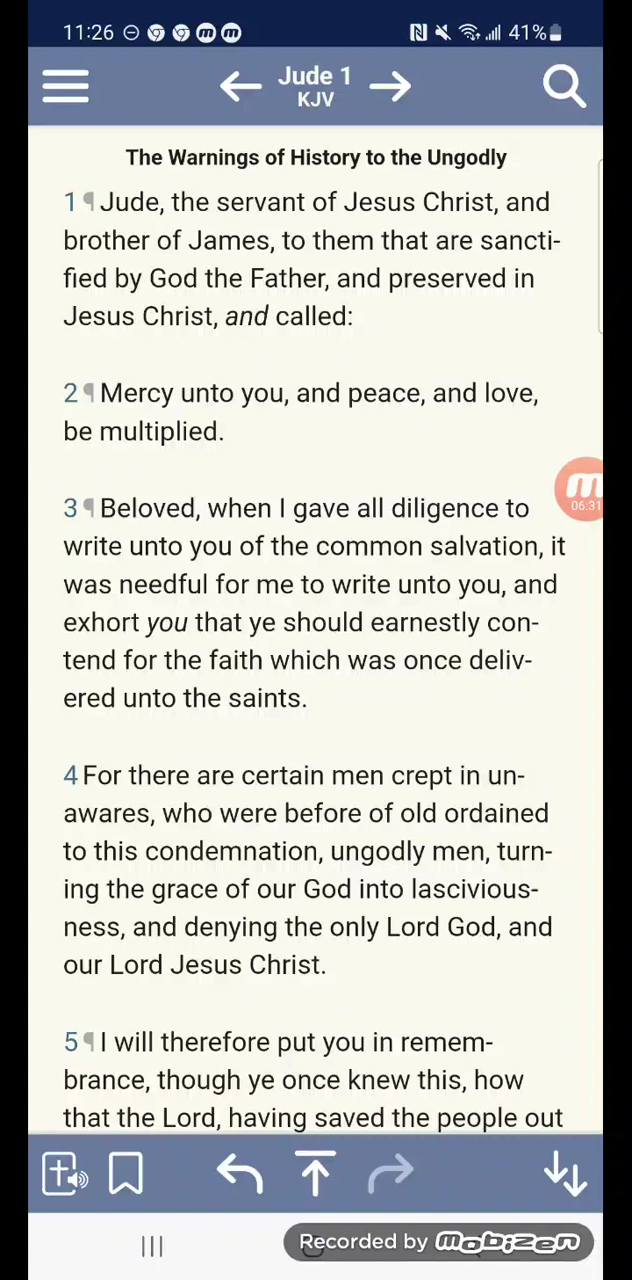 11:26 41%
Jude 1
KJV
The Warnings of History to the Ungodly
1 ¶ Jude, the servant of Jesus Christ, and
brother of James, to them that are sancti-
fied by God the Father, and preserved in
Jesus Christ, and called:
2 ¶ Mercy unto you, and peace, and love,
be multiplied.
3 ¶ Beloved, when I gave all diligence to
write unto you of the common salvation, it
was needful for me to write unto you, and
exhort you that ye should earnestly con-
tend for the faith which was once deliv-
ered unto the saints.
4 For there are certain men crept in un-
awares, who were before of old ordained
to this condemnation, ungodly men, turn-
ing the grace of our God into lascivious-
ness, and denying the only Lord God, and
our Lord Jesus Christ.
5 ¶ I will therefore put you in remem-
brance, though ye once knew this, how
that the Lord, having saved the people out
m
06:31
Recorded by mobizen